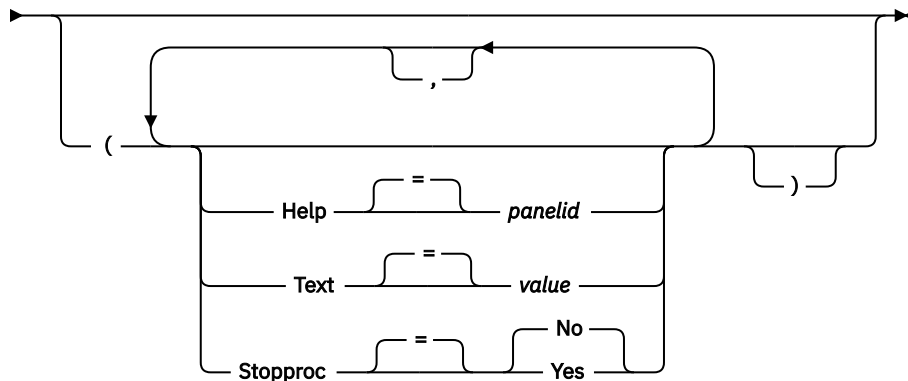 ,
(
)
=
Help panelid
=
Text value
= No
Stopproc Yes